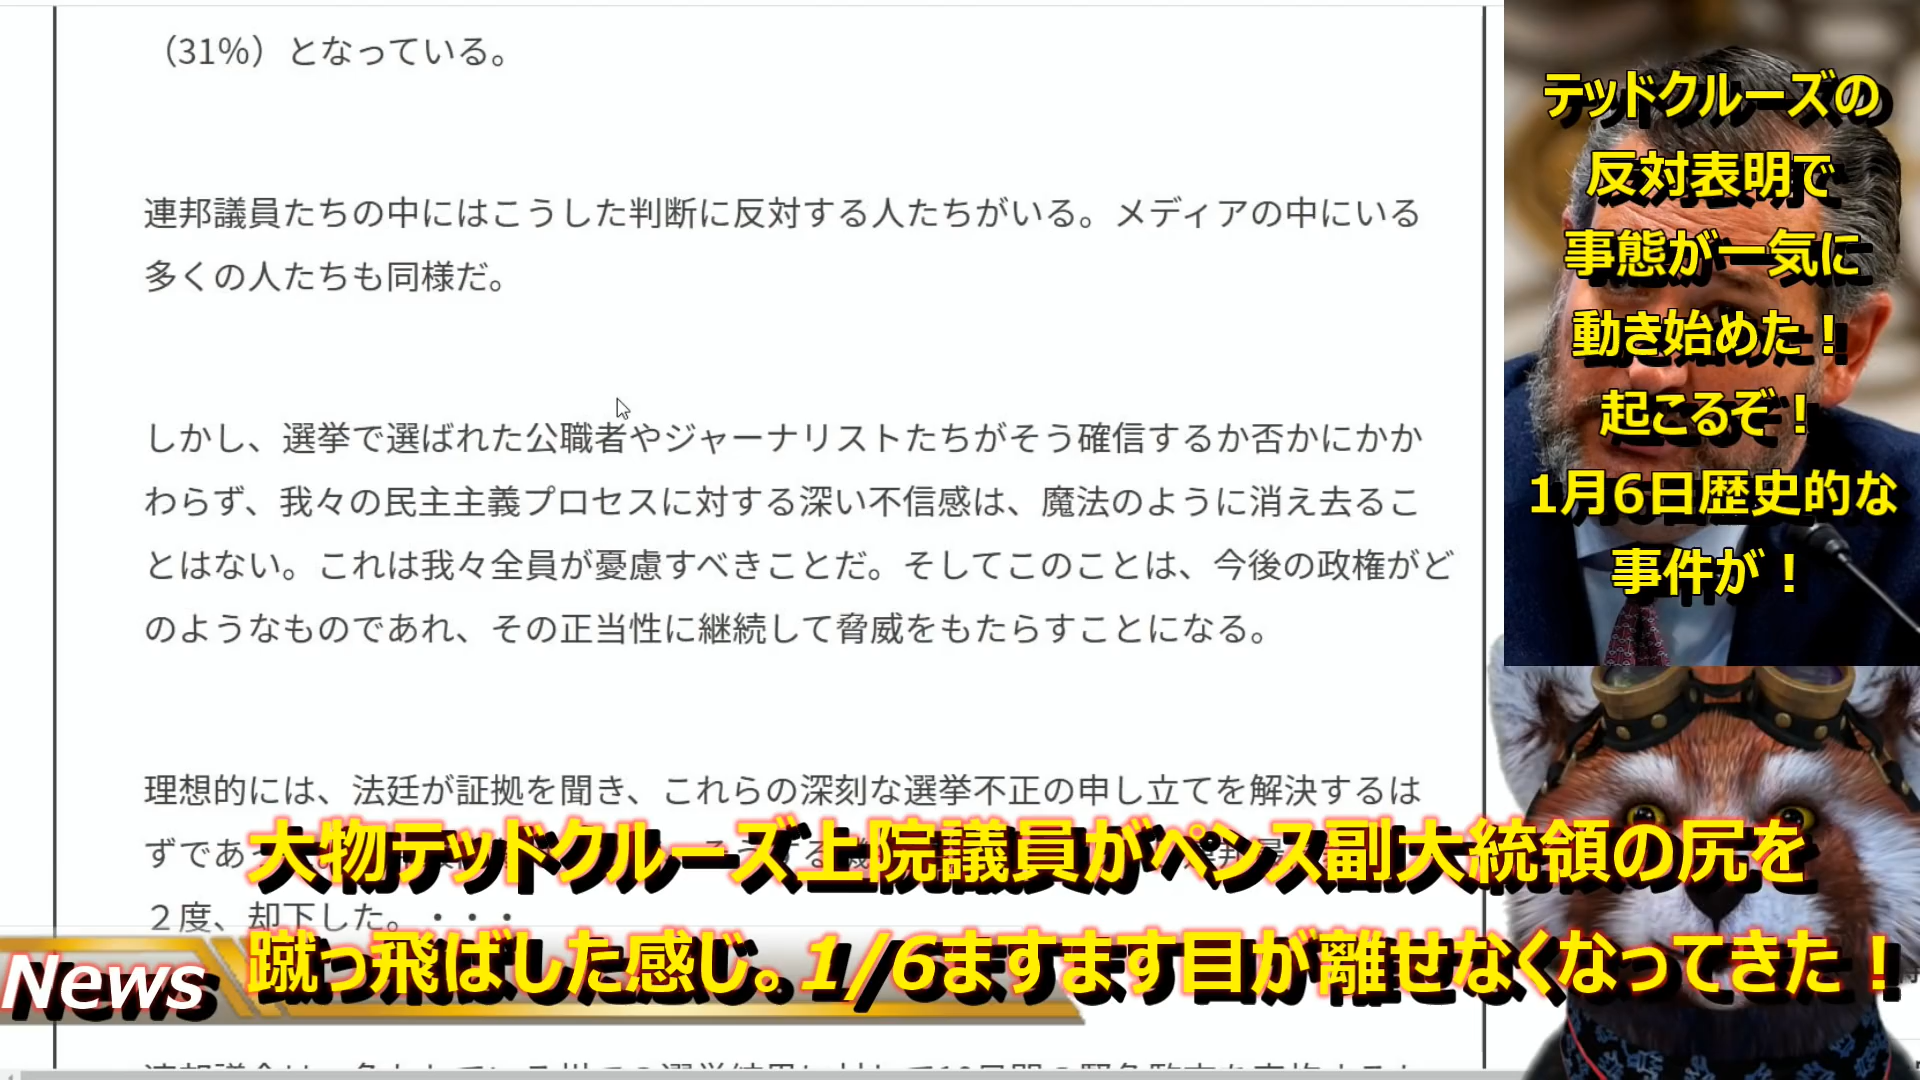 （31%）となっている。
連邦議員たちの中にはこうした判断に反対する人たちがいる。メディアの中にいる
多くの人たちも同様だ。
しかし、選挙で選ばれた公職者やジャーナリストたちがそう確信するか否かにかか
わらず、我々の民主主義プロセスに対する深い不信感は、魔法のように消え去るこ
とはない。これは我々全員が憂慮すべきことだ。そしてこのことは、今後の政権がど
のようなものであれ、その正当性に継続して脅威をもたらすことになる。
理想的には、法廷が証拠を聞き、これらの深刻な選挙不正の申し立てを解決するは
ずであっ
２度、却下した。・・・
テッドクルーズの
反対表明で
事態が一気に
動き始めた！
起こるぞ！
1月6日歴史的な
事件が！
大物テッドクルーズ上院議員がペンス副大統領の尻を
蹴っ飛ばした感じ。1/6ますます目が離せなくなってきた！
News